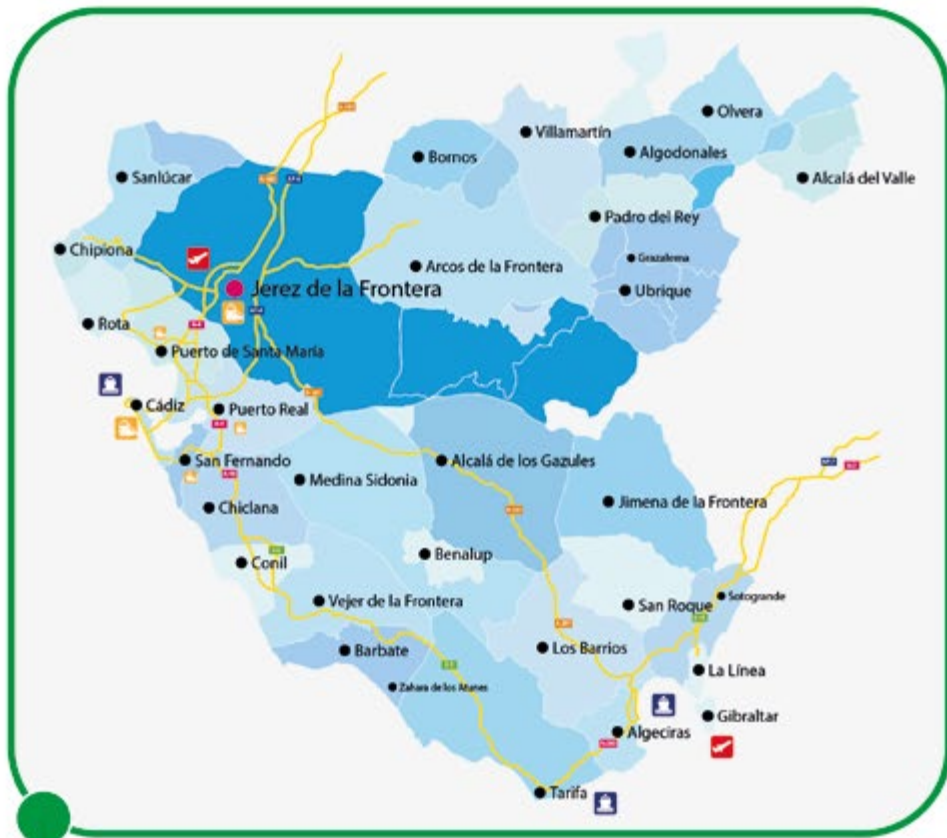 Olvera
Villamartín
Bornos
Algodonales
Sanlúcar
Alcalá del Valle
Padro del Rey
Chipiona
Grazalema
Arcos de la Frontera
Jerez de la Frontera
Ubrique
Rota
Puerto de Santa María
Cádiz
Puerto Real
San Fernando
Alcalá de los Gazules
Medina Sidonia
Jimena de la Frontera
Chiclana
Benalup
Conil
Sotogrande
Vejer de la Frontera
San Roque
Barbate
Los Barrios
La Línea
Zahara de los Atunes
Gibraltar
Algeciras
Tarifa